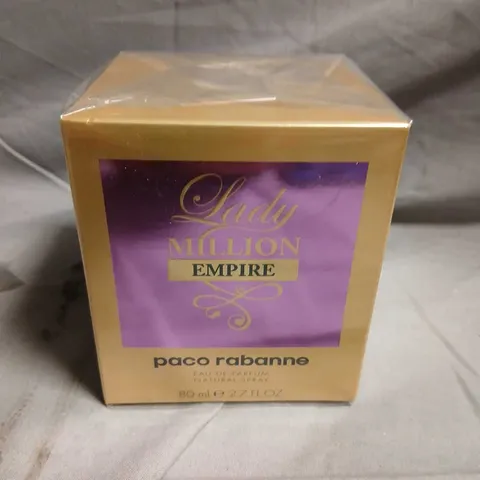 Lady
MILLION
EMPIRE
paco rabanne
EAU DE PARFUM
NATURAL SPRAY
80 ml ℮ 2.7 FL.OZ